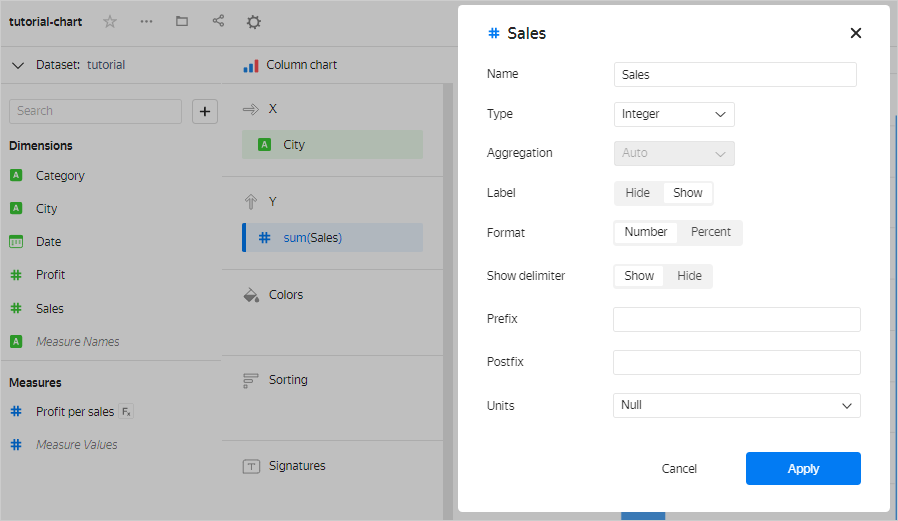 tutorial-chart
Dataset: tutorial
Search
Dimensions
Category
City
Date
Profit
Sales
Measure Names
Measures
Profit per sales
Measure Values
Column chart
X
City
Y
sum(Sales)
Colors
Sorting
Signatures
Sales
Name Sales
Type Integer
Aggregation Auto
Label Hide Show
Format Number Percent
Show delimiter Show Hide
Prefix
Postfix
Units Null
Cancel Apply